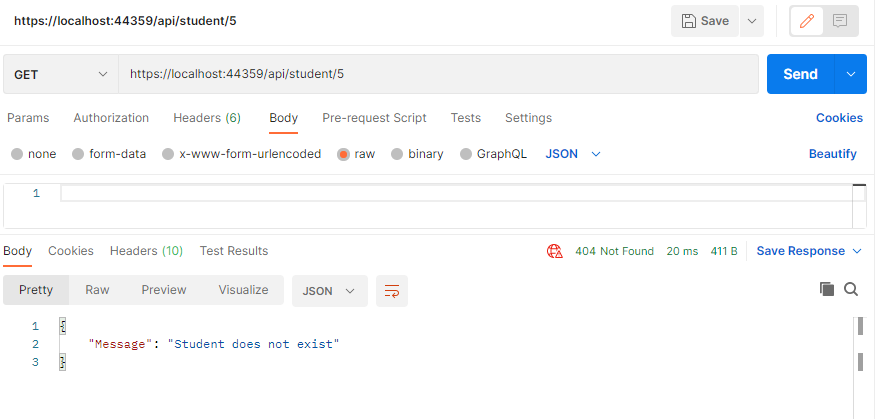 https://localhost:44359/api/student/5 Save
GET https://localhost:44359/api/student/5 Send
Params Authorization Headers (6) Body Pre-request Script Tests Settings Cookies
none form-data x-www-form-urlencoded raw binary GraphQL JSON Beautify
1
Body Cookies Headers (10) Test Results 404 Not Found 20 ms 411 B Save Response
Pretty Raw Preview Visualize JSON
1 {
2 "Message": "Student does not exist"
3 }